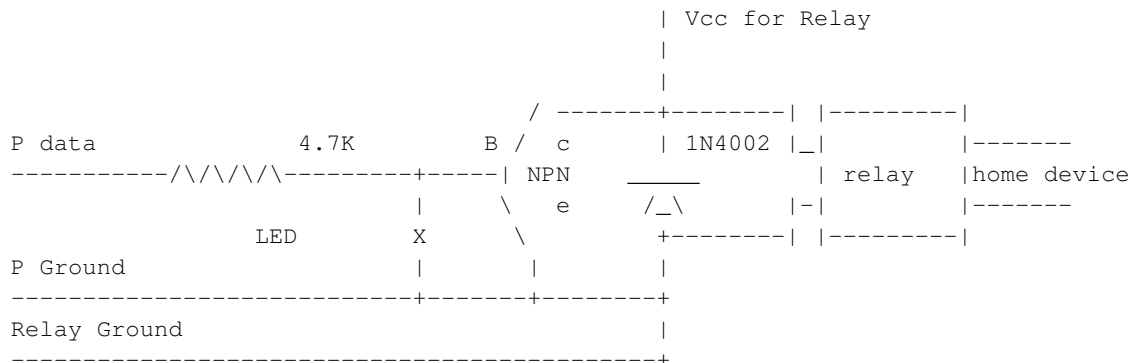 Vcc for Relay
P data 4.7K B c 1N4002
NPN relay home device
e
LED X
P Ground
Relay Ground